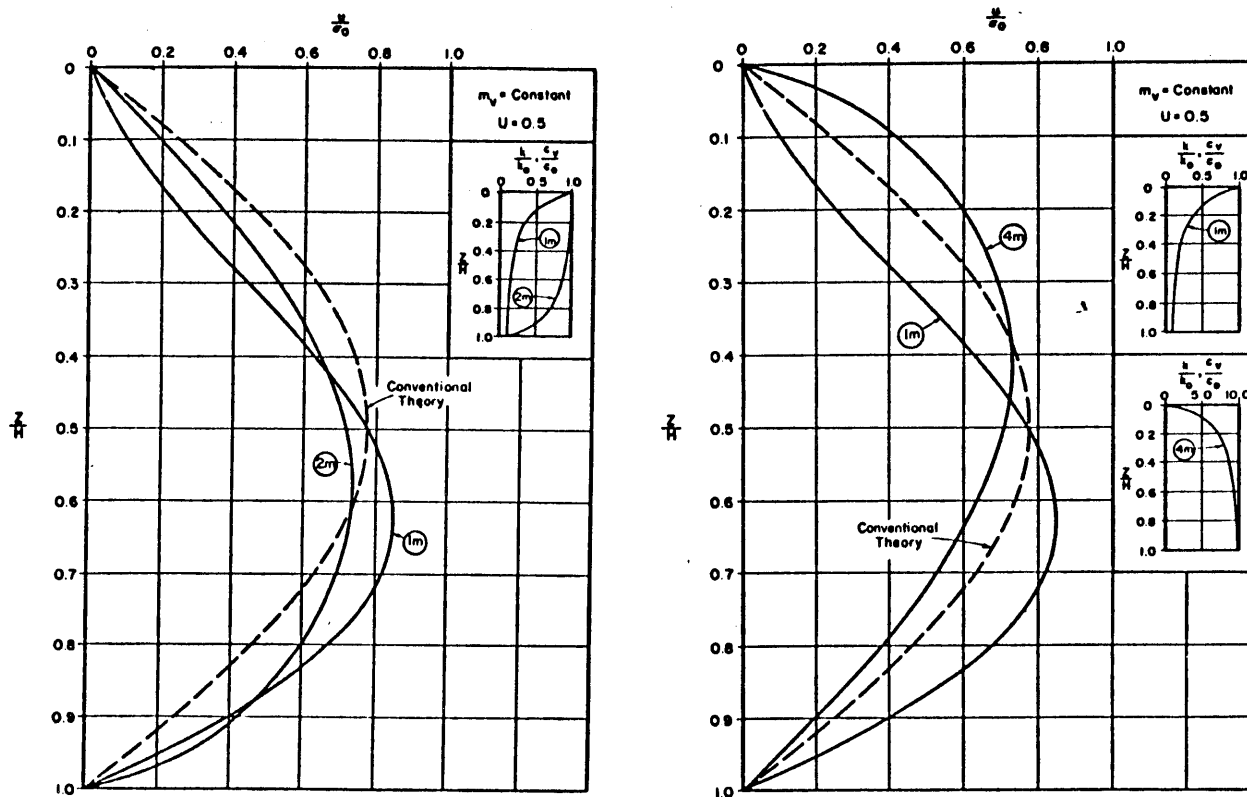 u/σ₀
0 0.2 0.4 0.6 0.8 1.0
0
0.1
0.2
0.3
0.4
0.5
0.6
0.7
0.8
0.9
1.0
Z/H
mᵥ = Constant
U = 0.5
k/k₀ , cᵥ/c₀
0 0.5 1.0
0
0.2
0.4
0.6
0.8
1.0
Z/H
1m
2m
Conventional
Theory
2m
1m
u/σ₀
0 0.2 0.4 0.6 0.8 1.0
0
0.1
0.2
0.3
0.4
0.5
0.6
0.7
0.8
0.9
1.0
Z/H
mᵥ = Constant
U = 0.5
k/k₀ , cᵥ/c₀
0 0.5 1.0
0
0.2
0.4
0.6
0.8
1.0
Z/H
1m
k/k₀ , cᵥ/c₀
0 5.0 10.0
0
0.2
0.4
0.6
0.8
1.0
Z/H
4m
4m
1m
Conventional
Theory